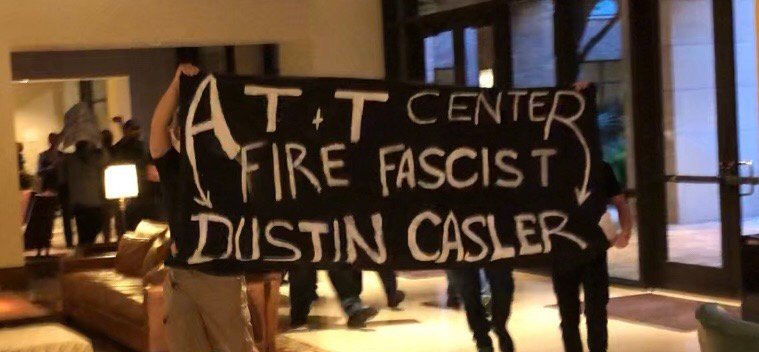 AT+T CENTER
FIRE FASCIST
DUSTIN CASLER